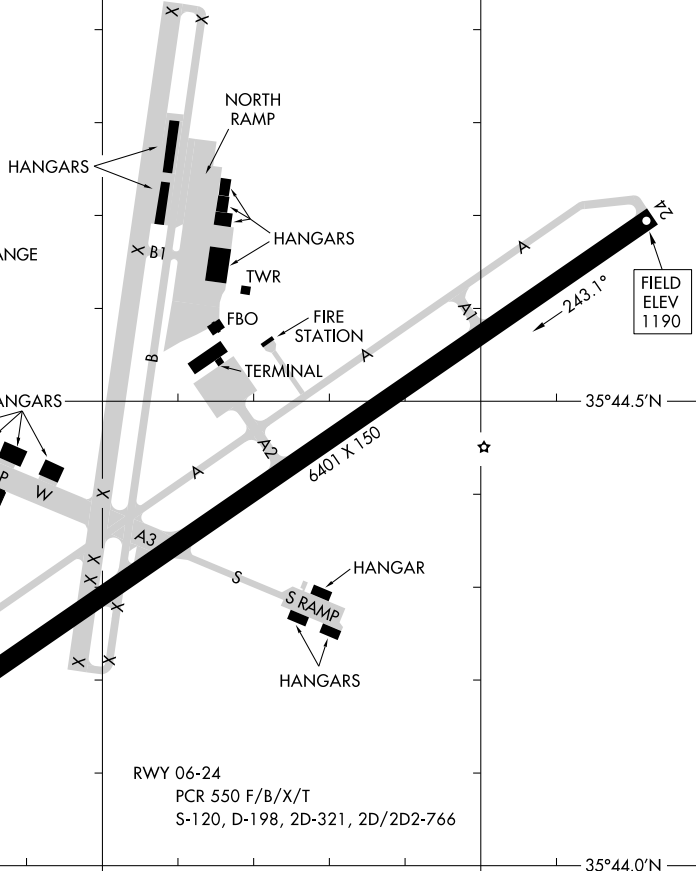 X
X
NORTH
RAMP
HANGARS
24
X B1
HANGARS
ANGE
TWR
A
FIELD
ELEV
1190
243.1°
A1
FBO
FIRE
STATION
B
A
TERMINAL
ANGARS
35°44.5'N
A2
6401 X 150
P
W
A
X
A3
X
X
S
HANGAR
X
S RAMP
X
X
HANGARS
RWY 06-24
PCR 550 F/B/X/T
S-120, D-198, 2D-321, 2D/2D2-766
35°44.0'N